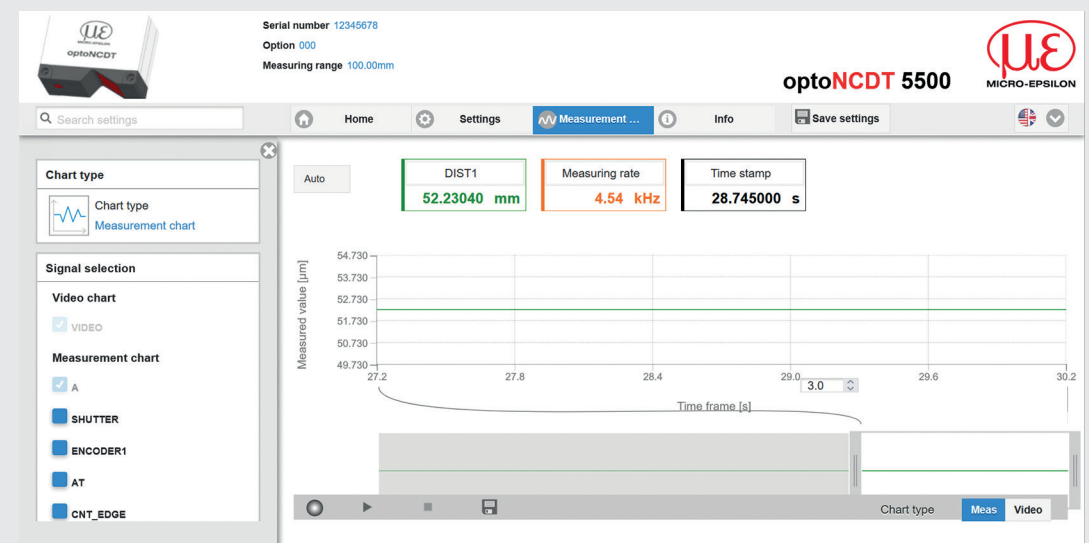 με
MICRO-EPSILON
optoNCDT
Serial number 12345678
Option 000
Measuring range 100.00mm
optoNCDT 5500
με
MICRO-EPSILON
Search settings
Home
Settings
Measurement ...
Info
Save settings
Chart type
Chart type
Measurement chart
Signal selection
Video chart
VIDEO
Measurement chart
A
SHUTTER
ENCODER1
AT
CNT_EDGE
Auto
DIST1
52.23040 mm
Measuring rate
4.54 kHz
Time stamp
28.745000 s
Measured value [µm]
54.730
53.730
52.730
51.730
50.730
49.730
27.2 27.8 28.4 29.0 29.6 30.2
3.0
Time frame [s]
Chart type Meas Video